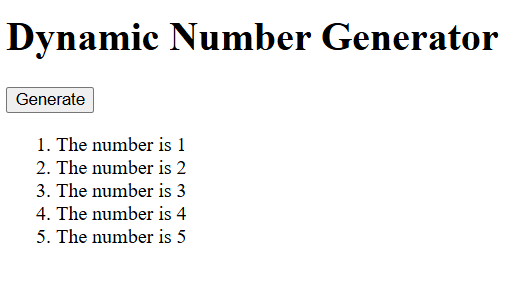 Dynamic Number Generator
Generate
1. The number is 1
2. The number is 2
3. The number is 3
4. The number is 4
5. The number is 5